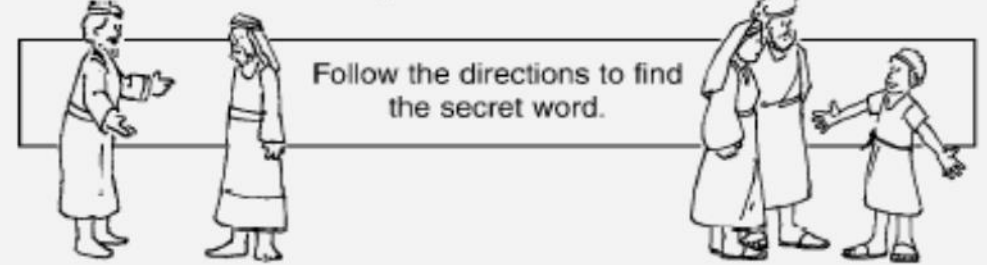 Follow the directions to find
the secret word.